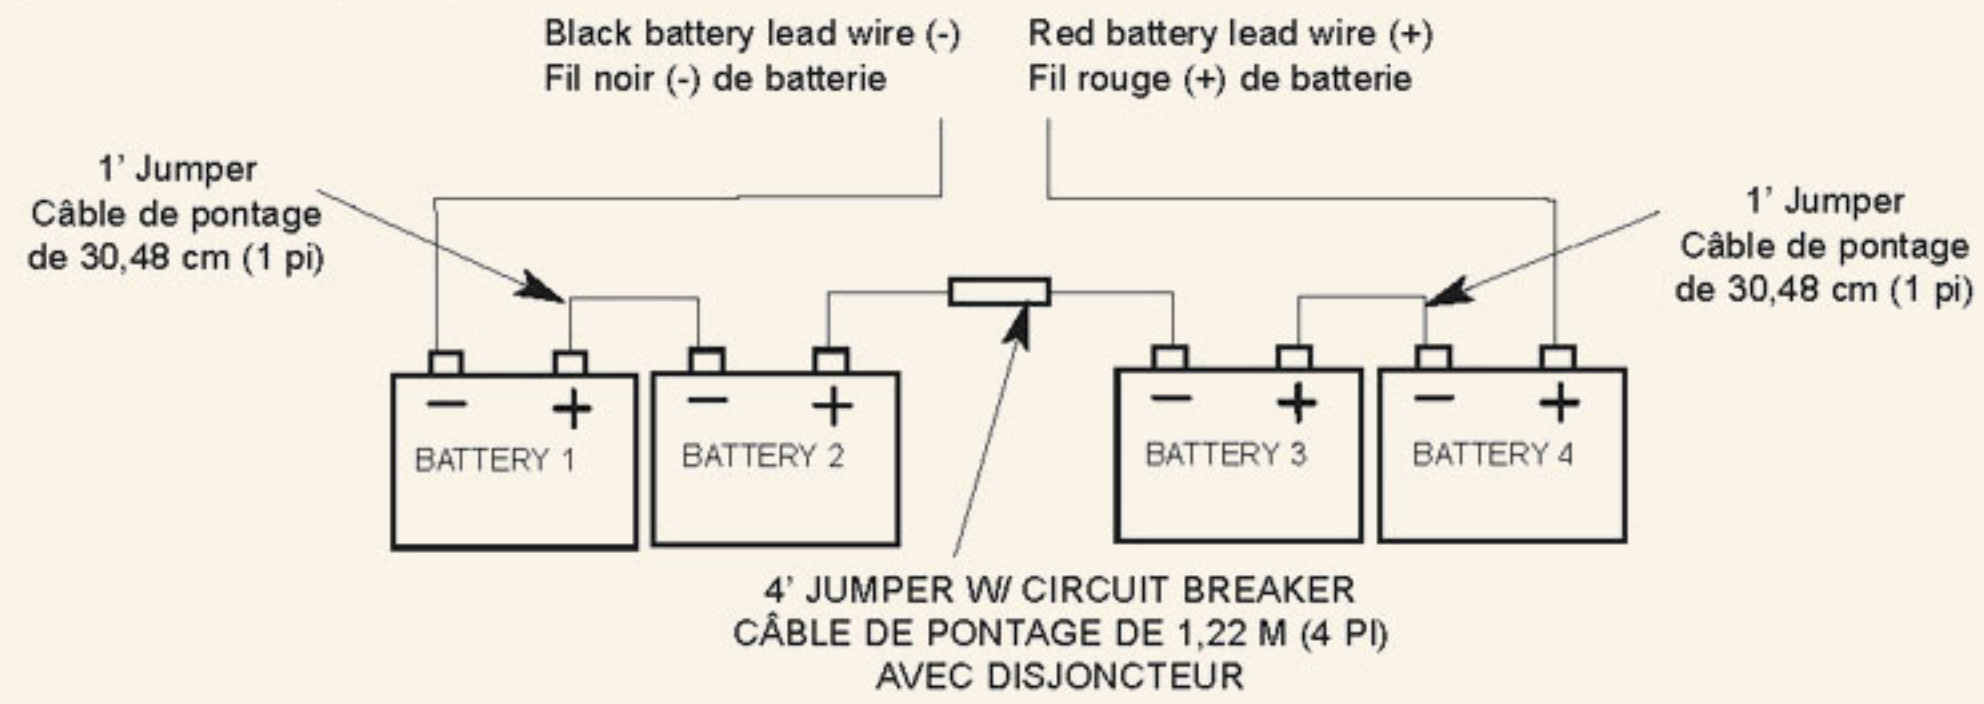 Black battery lead wire (-)
Fil noir (-) de batterie
Red battery lead wire (+)
Fil rouge (+) de batterie
1’ Jumper
Câble de pontage
de 30,48 cm (1 pi)
1’ Jumper
Câble de pontage
de 30,48 cm (1 pi)
− +
BATTERY 1
− +
BATTERY 2
− +
BATTERY 3
− +
BATTERY 4
4’ JUMPER W/ CIRCUIT BREAKER
CÂBLE DE PONTAGE DE 1,22 M (4 PI)
AVEC DISJONCTEUR